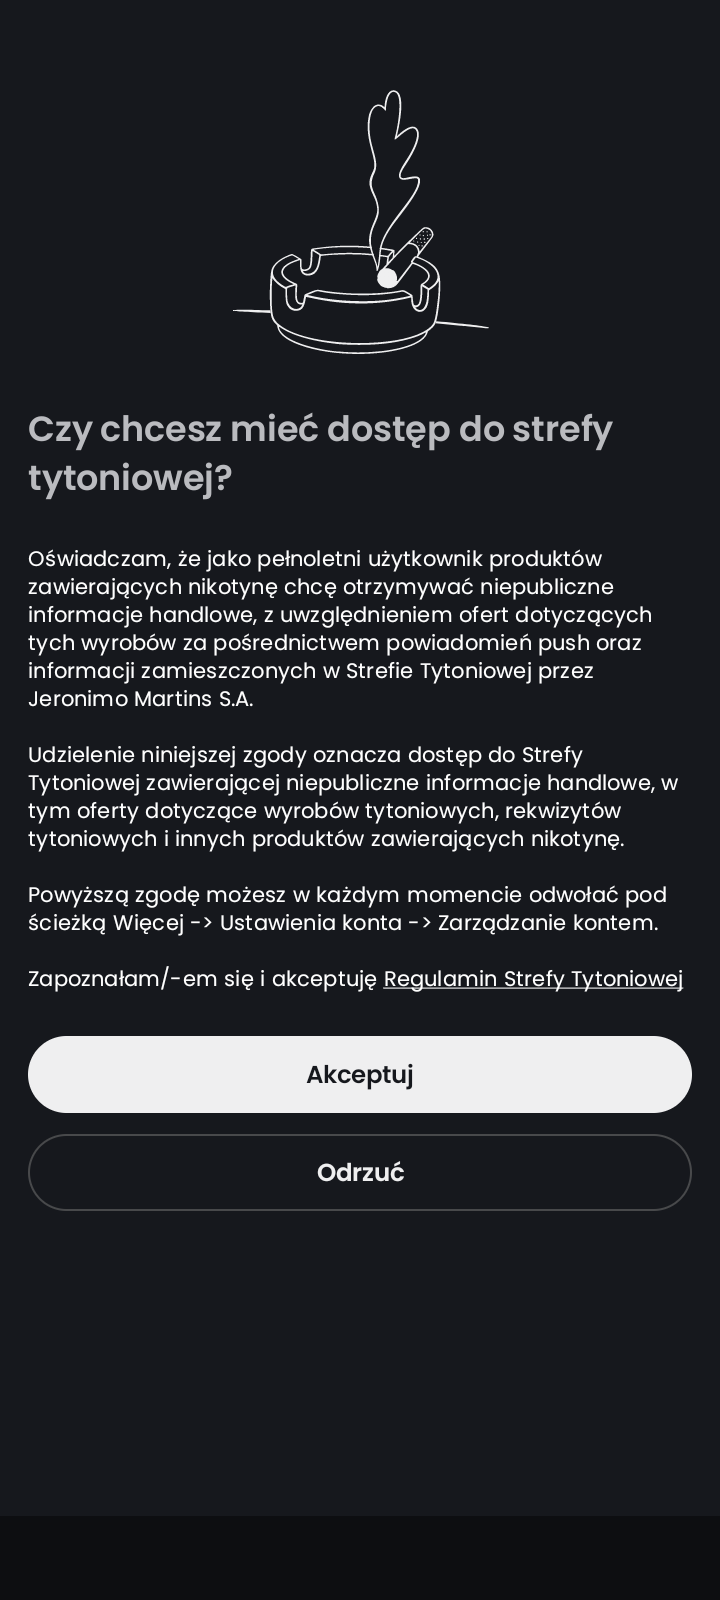 Czy chcesz mieć dostęp do strefy
tytoniowej?
Oświadczam, że jako pełnoletni użytkownik produktów
zawierających nikotynę chcę otrzymywać niepubliczne
informacje handlowe, z uwzględnieniem ofert dotyczących
tych wyrobów za pośrednictwem powiadomień push oraz
informacji zamieszczonych w Strefie Tytoniowej przez
Jeronimo Martins S.A.
Udzielenie niniejszej zgody oznacza dostęp do Strefy
Tytoniowej zawierającej niepubliczne informacje handlowe, w
tym oferty dotyczące wyrobów tytoniowych, rekwizytów
tytoniowych i innych produktów zawierających nikotynę.
Powyższą zgodę możesz w każdym momencie odwołać pod
ścieżką Więcej -> Ustawienia konta -> Zarządzanie kontem.
Zapoznałam/-em się i akceptuję Regulamin Strefy Tytoniowej
Akceptuj
Odrzuć